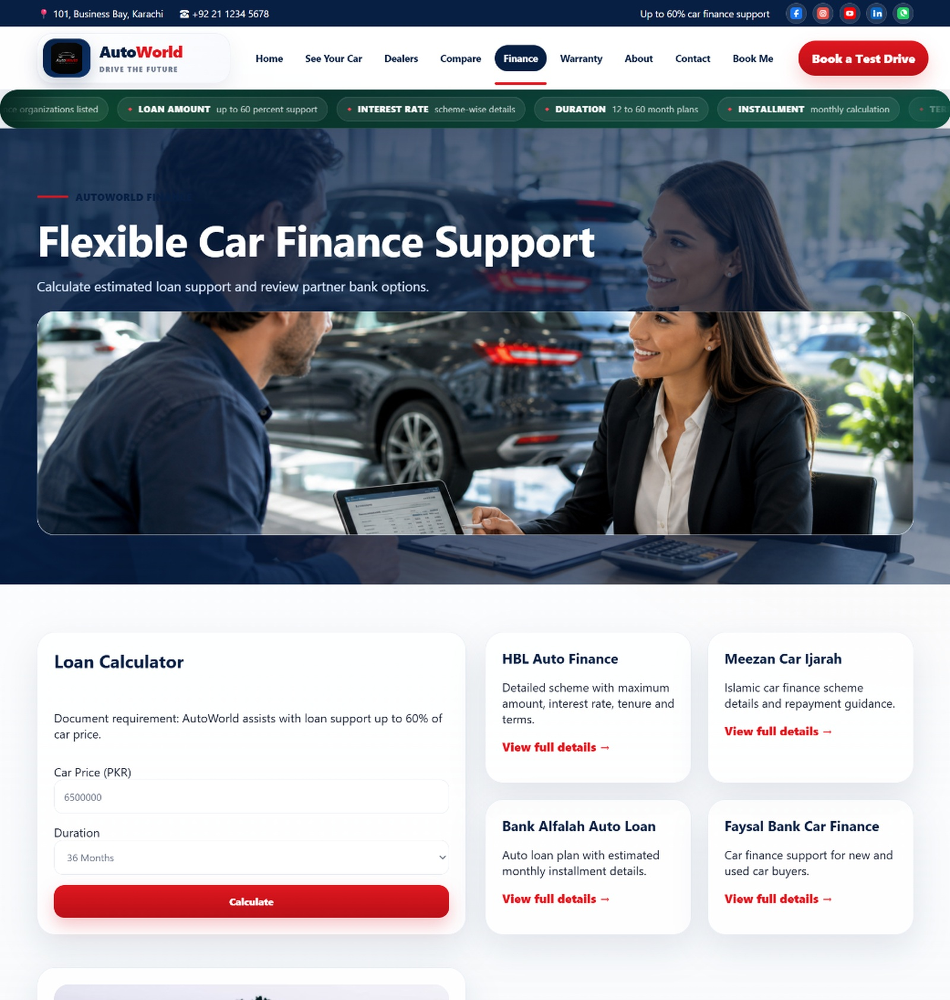 101, Business Bay, Karachi
+92 21 1234 5678
Up to 60% car finance support
AutoWorld
DRIVE THE FUTURE
Home
See Your Car
Dealers
Compare
Finance
Warranty
About
Contact
Book Me
Book a Test Drive
organizations listed
LOAN AMOUNT up to 60 percent support
INTEREST RATE scheme-wise details
DURATION 12 to 60 month plans
INSTALLMENT monthly calculation
AUTOWORLD
Flexible Car Finance Support
Calculate estimated loan support and review partner bank options.
Loan Calculator
Document requirement: AutoWorld assists with loan support up to 60% of
car price.
Car Price (PKR)
6500000
Duration
36 Months
Calculate
HBL Auto Finance
Detailed scheme with maximum
amount, interest rate, tenure and
terms.
View full details →
Meezan Car Ijarah
Islamic car finance scheme
details and repayment guidance.
View full details →
Bank Alfalah Auto Loan
Auto loan plan with estimated
monthly installment details.
View full details →
Faysal Bank Car Finance
Car finance support for new and
used car buyers.
View full details →